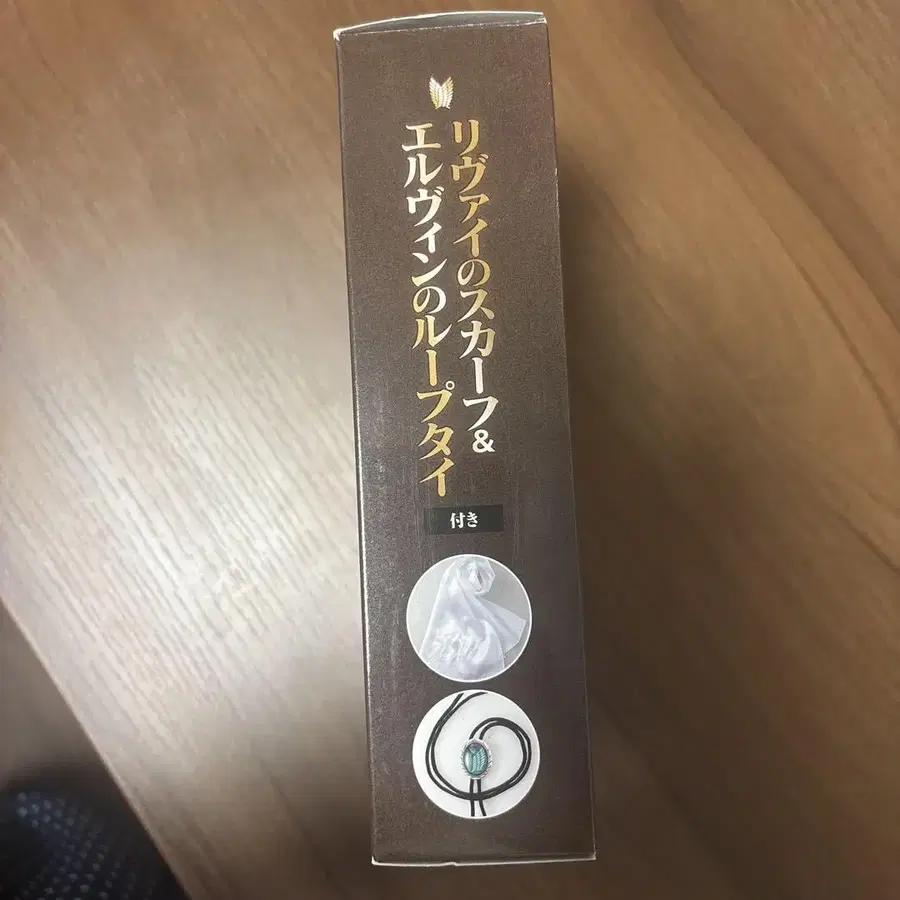 リヴァイのスカーフ&
エルヴィンのループタイ
付き